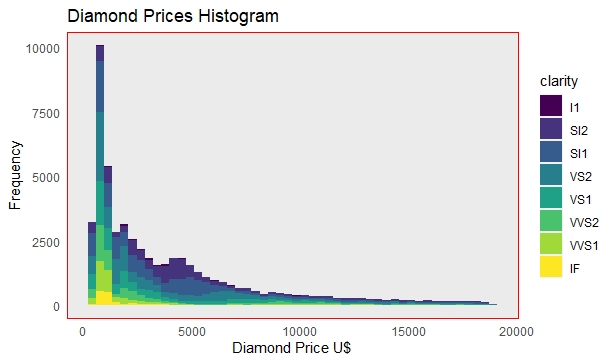 Diamond Prices Histogram
10000
7500
5000
2500
0
Frequency
0 5000 10000 15000 20000
Diamond Price U$
clarity
I1
SI2
SI1
VS2
VS1
VVS2
VVS1
IF